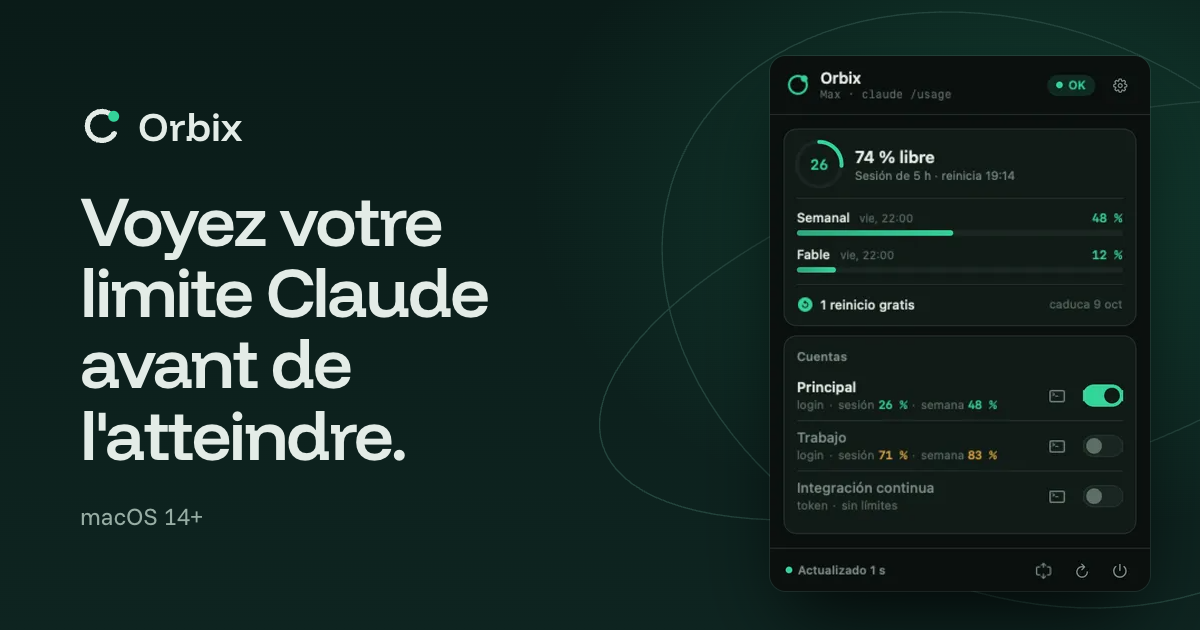 Orbix
Voyez votre
limite Claude
avant de
l'atteindre.
macOS 14+
Orbix
Max · claude /usage
OK
26
74 % libre
Sesión de 5 h · reinicia 19:14
Semanal vie, 22:00 48 %
Fable vie, 22:00 12 %
1 reinicio gratis caduca 9 oct
Cuentas
Principal
login · sesión 26 % · semana 48 %
Trabajo
login · sesión 71 % · semana 83 %
Integración continua
token · sin límites
Actualizado 1 s